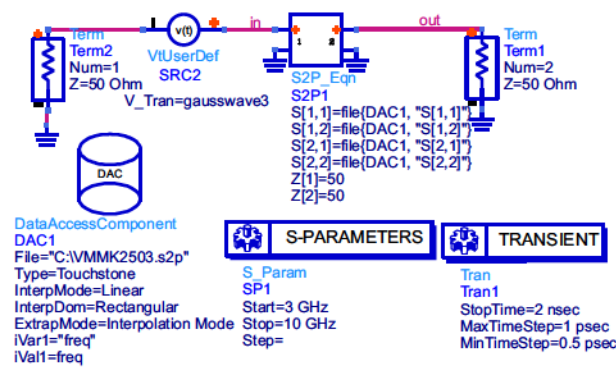 Term
Term2
Num=1
Z=50 Ohm
v(t)
VtUserDef
SRC2
V_Tran=gausswave3
in
1
2
S2P_Eqn
S2P1
S[1,1]=file{DAC1, "S[1,1]"}
S[1,2]=file{DAC1, "S[1,2]"}
S[2,1]=file{DAC1, "S[2,1]"}
S[2,2]=file{DAC1, "S[2,2]"}
Z[1]=50
Z[2]=50
out
Term
Term1
Num=2
Z=50 Ohm
DAC
DataAccessComponent
DAC1
File="C:\VMMK2503.s2p"
Type=Touchstone
InterpMode=Linear
InterpDom=Rectangular
ExtrapMode=Interpolation Mode
iVar1="freq"
iVal1=freq
S-PARAMETERS
S_Param
SP1
Start=3 GHz
Stop=10 GHz
Step=
TRANSIENT
Tran
Tran1
StopTime=2 nsec
MaxTimeStep=1 psec
MinTimeStep=0.5 psec